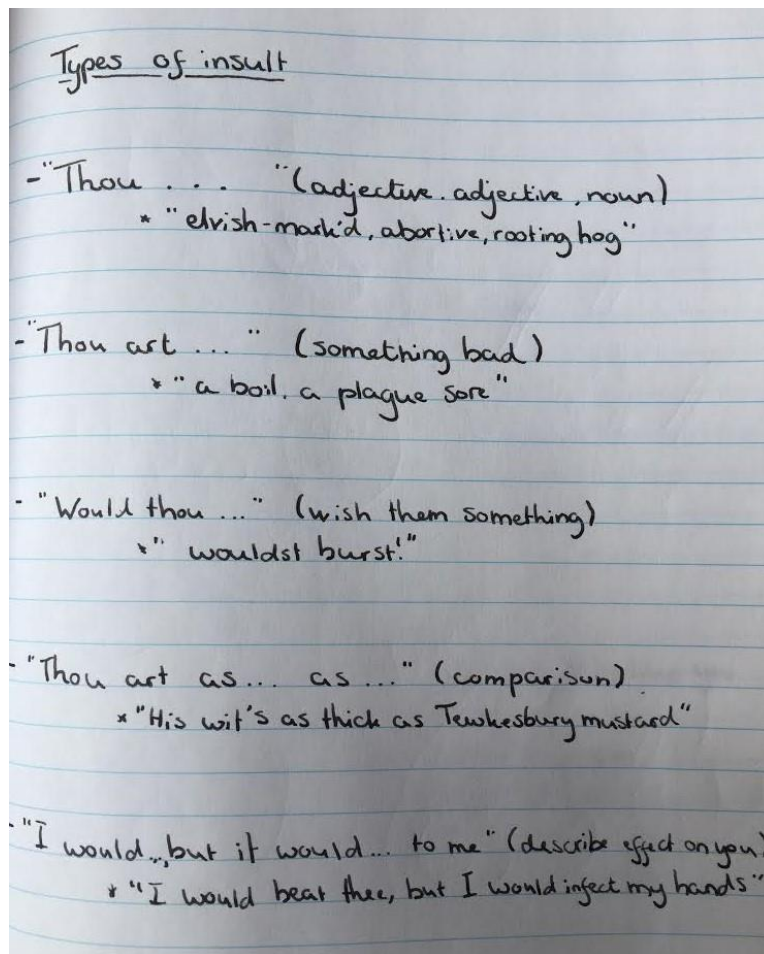 Types of insult
- "Thou . . . " (adjective, adjective, noun)
* "elvish-mark'd, abortive, rooting hog"
- "Thou art ... " (something bad)
* " a boil, a plague sore"
- "Would thou ..." (wish them something)
* " wouldst burst!"
- "Thou art as... as ..." (comparison)
* "His wit's as thick as Tewkesbury mustard"
- "I would..., but it would... to me" (describe effect on you)
* "I would beat thee, but I would infect my hands"